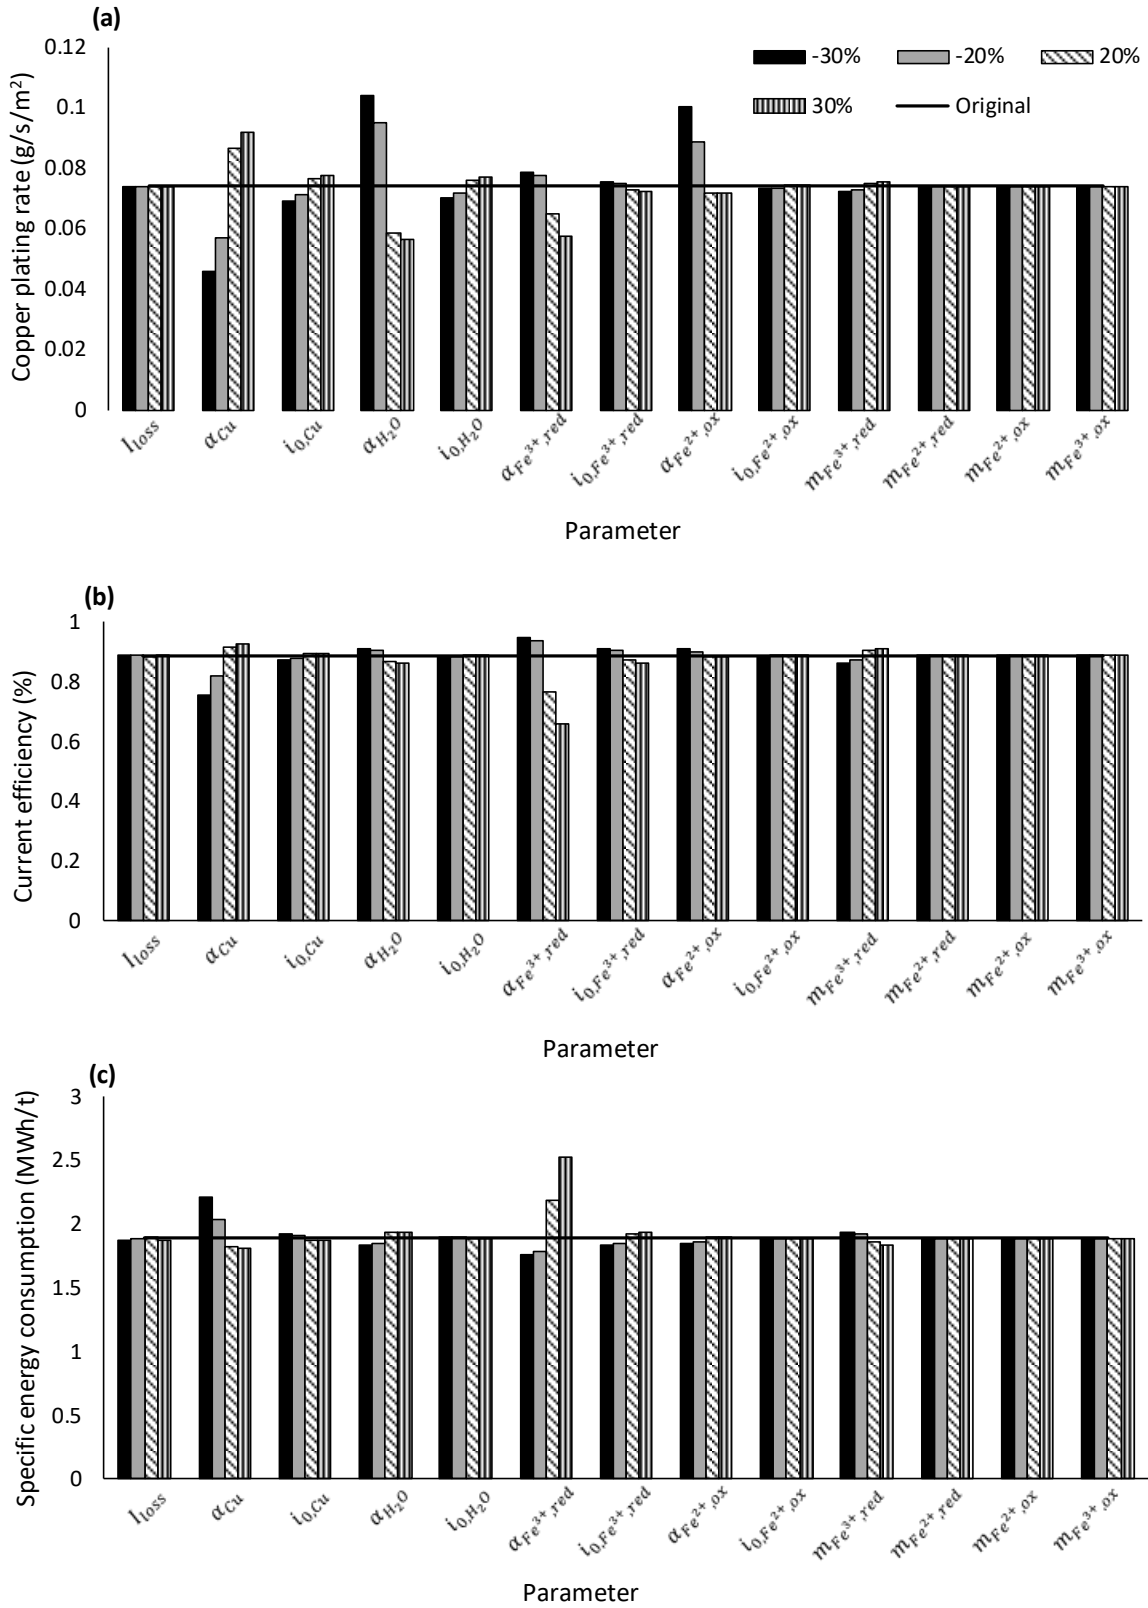 (a)
Copper plating rate (g/s/m²)
0.12
0.1
0.08
0.06
0.04
0.02
0
-30% -20% 20%
30% Original
I_loss α_Cu i_0,Cu α_H₂O i_0,H₂O α_Fe³⁺,red i_0,Fe³⁺,red α_Fe²⁺,ox i_0,Fe²⁺,ox m_Fe³⁺,red m_Fe²⁺,red m_Fe²⁺,ox m_Fe³⁺,ox
Parameter
(b)
Current efficiency (%)
1
0.8
0.6
0.4
0.2
0
I_loss α_Cu i_0,Cu α_H₂O i_0,H₂O α_Fe³⁺,red i_0,Fe³⁺,red α_Fe²⁺,ox i_0,Fe²⁺,ox m_Fe³⁺,red m_Fe²⁺,red m_Fe²⁺,ox m_Fe³⁺,ox
Parameter
(c)
Specific energy consumption (MWh/t)
3
2.5
2
1.5
1
0.5
0
I_loss α_Cu i_0,Cu α_H₂O i_0,H₂O α_Fe³⁺,red i_0,Fe³⁺,red α_Fe²⁺,ox i_0,Fe²⁺,ox m_Fe³⁺,red m_Fe²⁺,red m_Fe²⁺,ox m_Fe³⁺,ox
Parameter